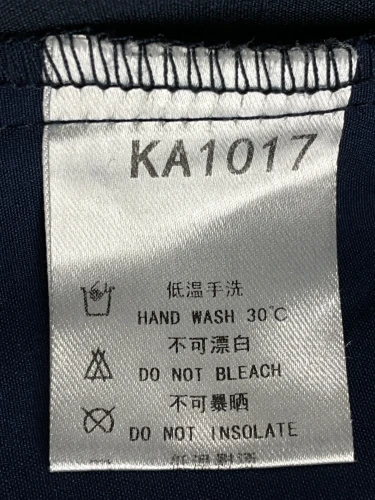 KA1017
低温手洗
HAND WASH 30℃
不可漂白
DO NOT BLEACH
不可暴晒
DO NOT INSOLATE